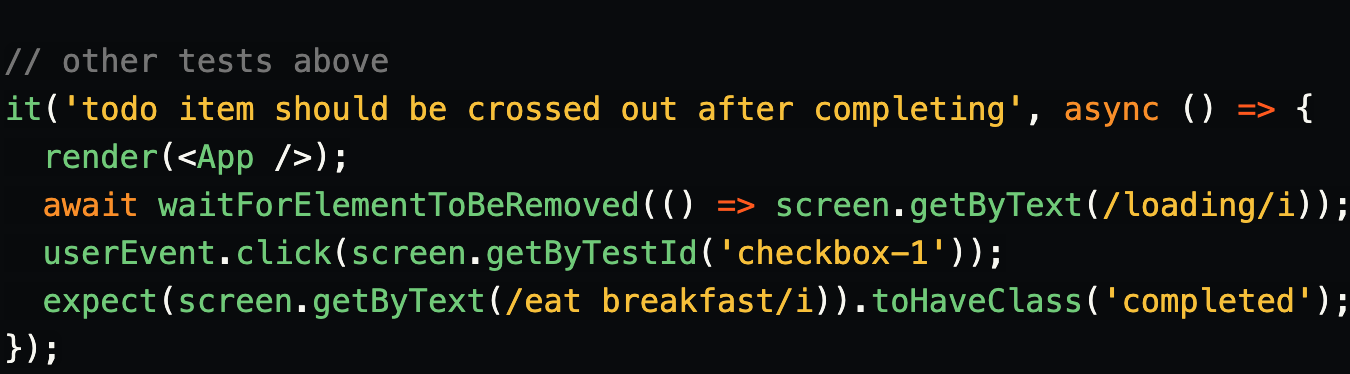 // other tests above
it('todo item should be crossed out after completing', async () => {
  render(<App />);
  await waitForElementToBeRemoved(() => screen.getByText(/loading/i));
  userEvent.click(screen.getByTestId('checkbox-1'));
  expect(screen.getByText(/eat breakfast/i)).toHaveClass('completed');
});